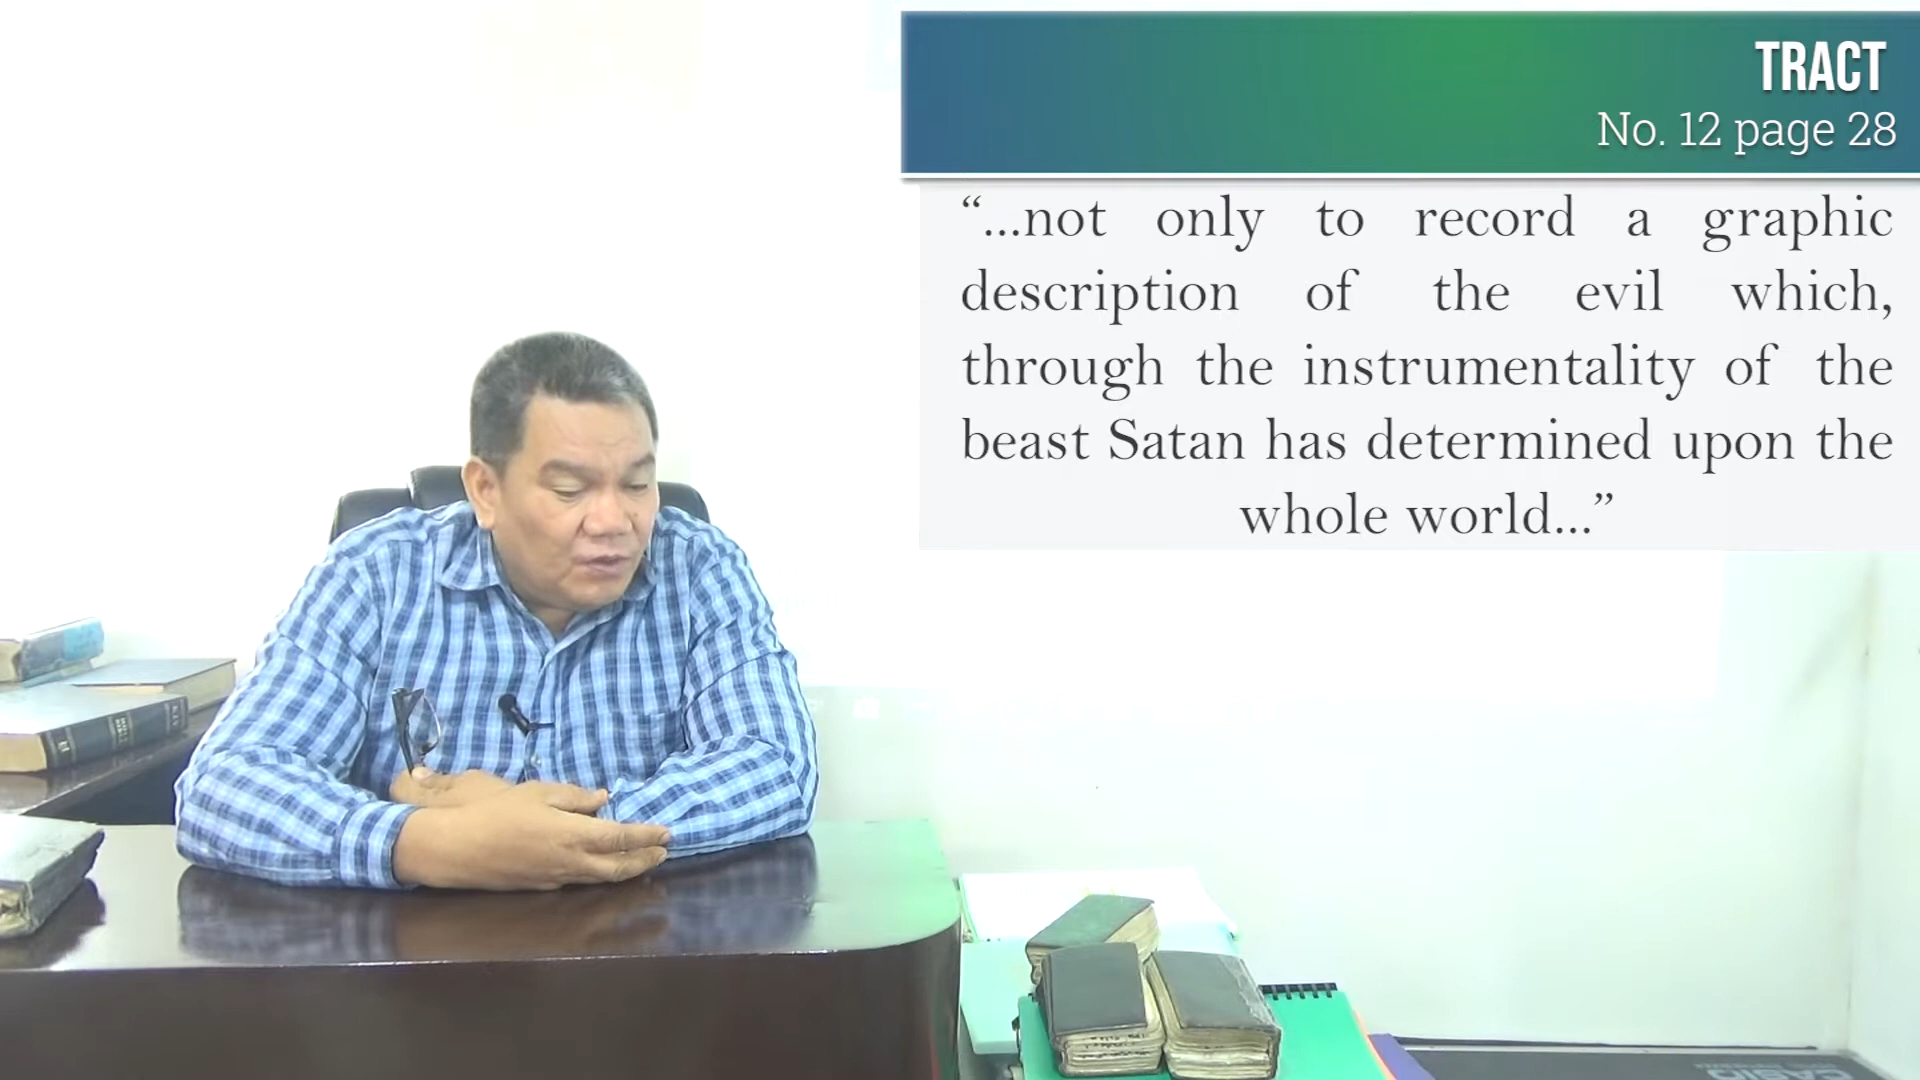 TRACT
No. 12 page 28
“...not only to record a graphic
description of the evil which,
through the instrumentality of the
beast Satan has determined upon the
whole world...”
CASIO